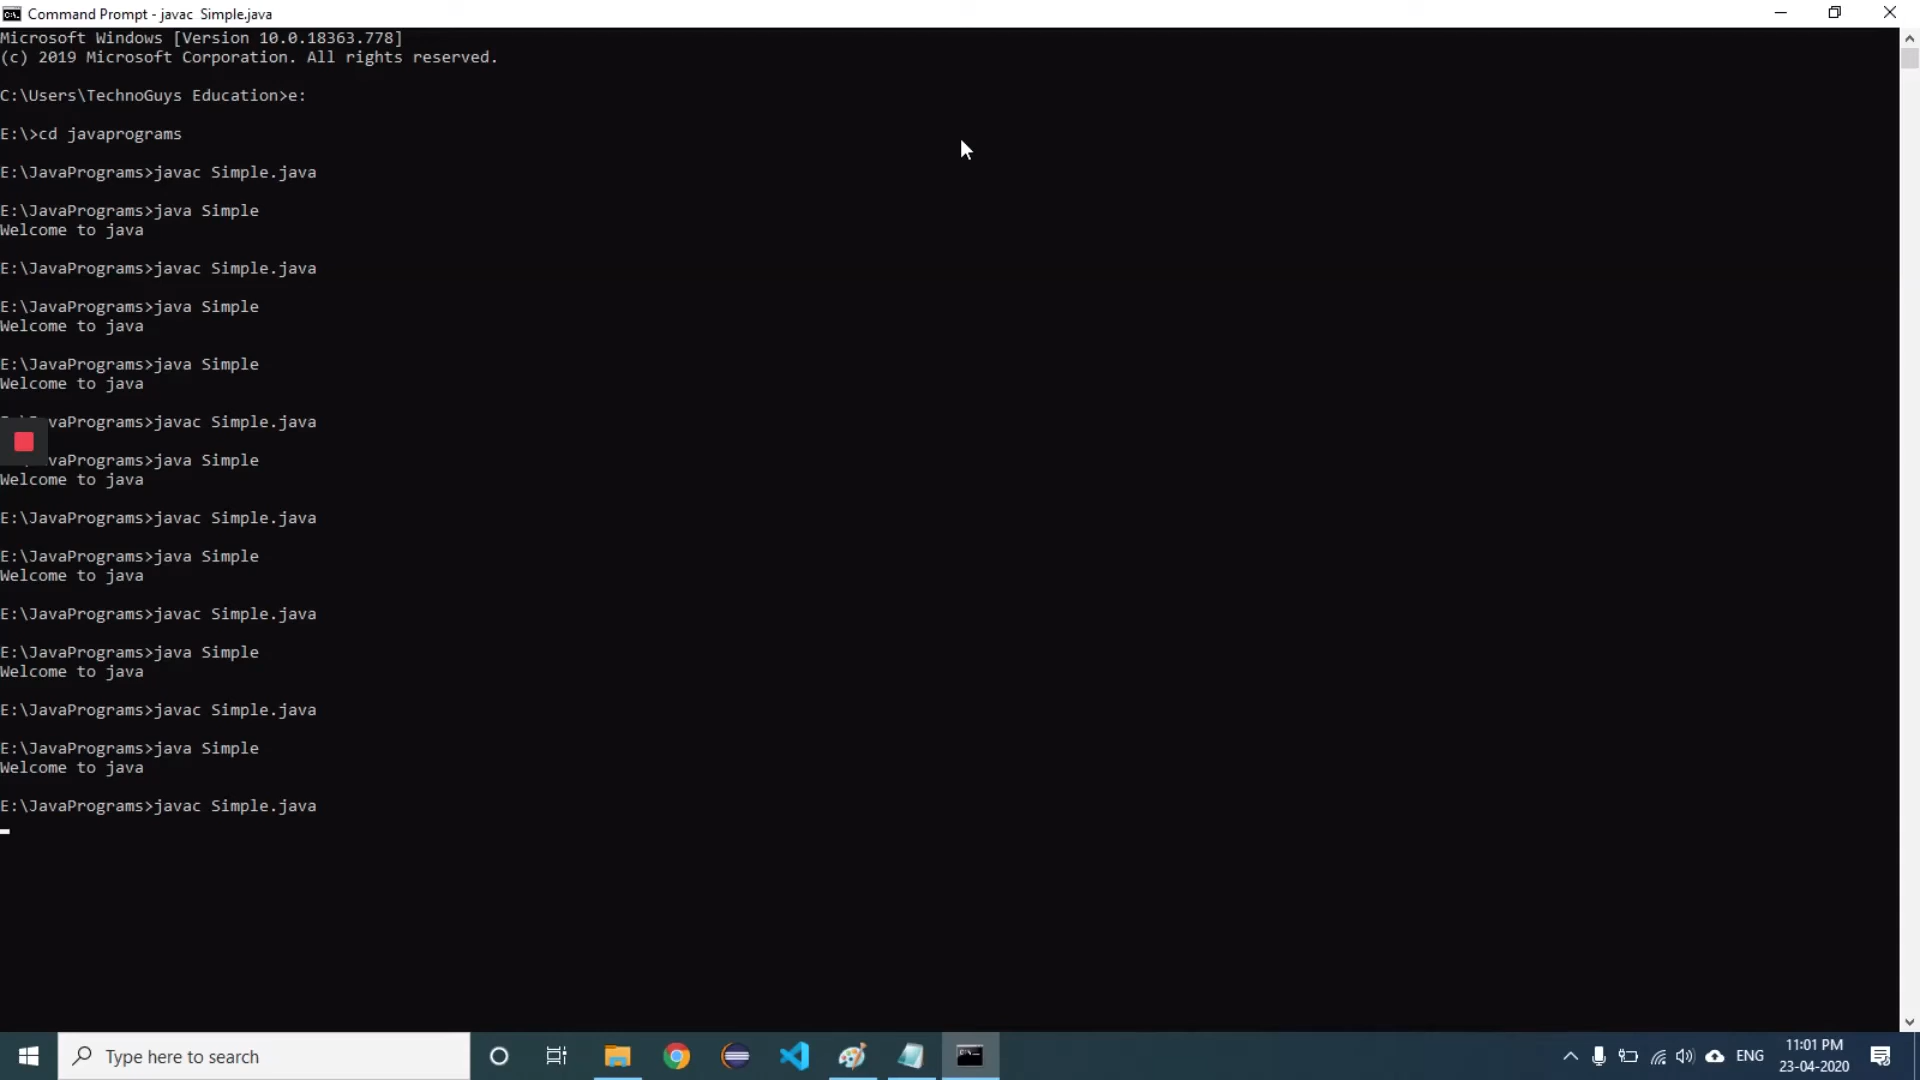 Command Prompt - javac  Simple.java
Microsoft Windows [Version 10.0.18363.778]
(c) 2019 Microsoft Corporation. All rights reserved.
C:\Users\TechnoGuys Education>e:
E:\>cd javaprograms
E:\JavaPrograms>javac Simple.java
E:\JavaPrograms>java Simple
Welcome to java
E:\JavaPrograms>javac Simple.java
E:\JavaPrograms>java Simple
Welcome to java
E:\JavaPrograms>java Simple
Welcome to java
vaPrograms>javac Simple.java
vaPrograms>java Simple
Welcome to java
E:\JavaPrograms>javac Simple.java
E:\JavaPrograms>java Simple
Welcome to java
E:\JavaPrograms>javac Simple.java
E:\JavaPrograms>java Simple
Welcome to java
E:\JavaPrograms>javac Simple.java
E:\JavaPrograms>java Simple
Welcome to java
E:\JavaPrograms>javac Simple.java
Type here to search
ENG
11:01 PM
23-04-2020